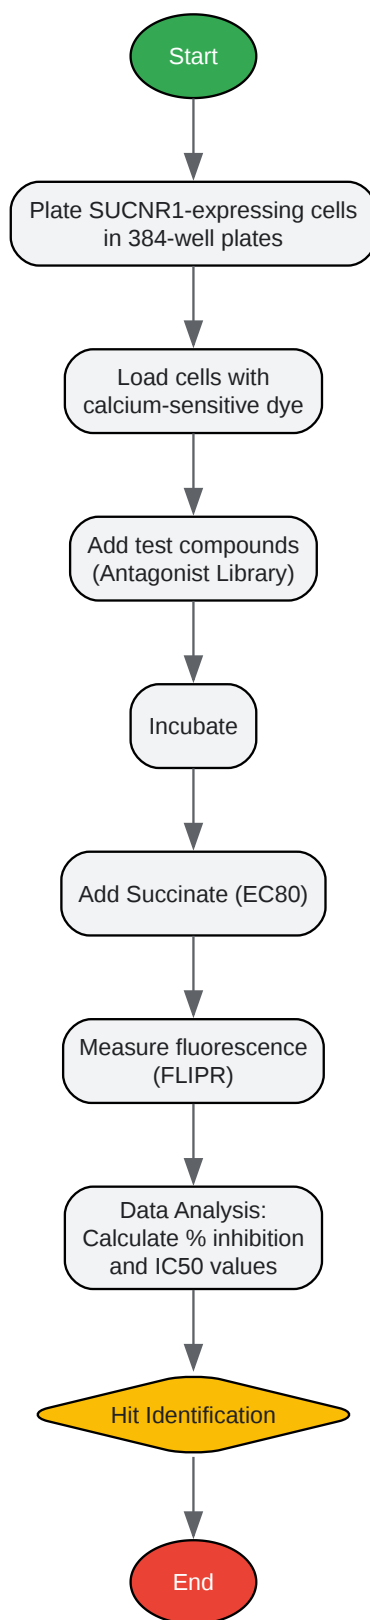 Start
Plate SUCNR1-expressing cells
in 384-well plates
Load cells with
calcium-sensitive dye
Add test compounds
(Antagonist Library)
Incubate
Add Succinate (EC80)
Measure fluorescence
(FLIPR)
Data Analysis:
Calculate % inhibition
and IC50 values
Hit Identification
End